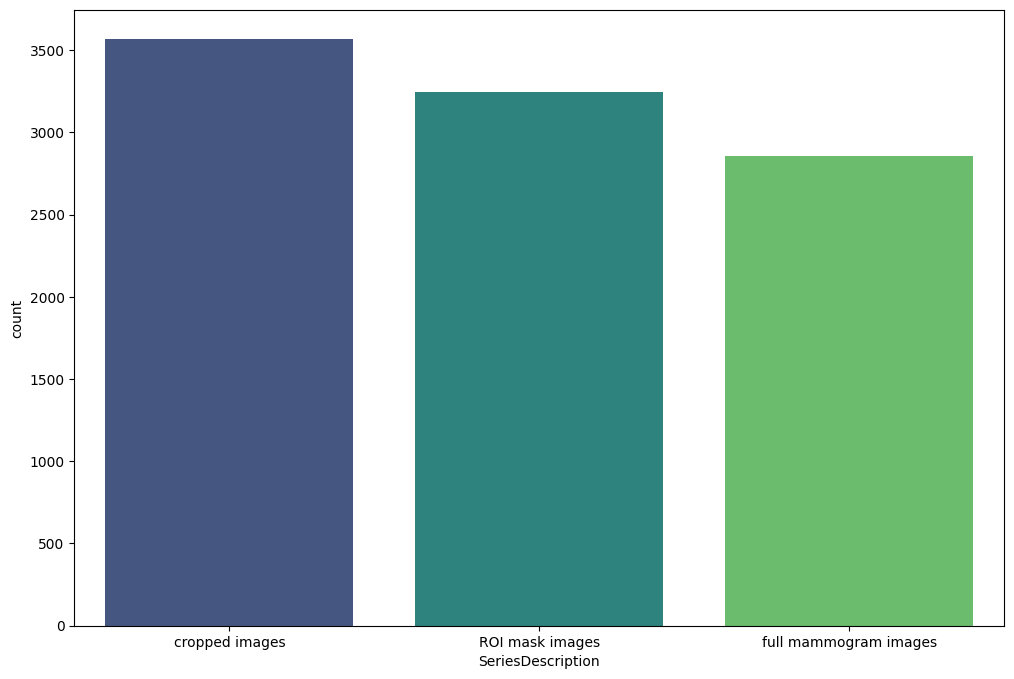 3500
3000
2500
2000
1500
1000
500
0
count
cropped images
ROI mask images
full mammogram images
SeriesDescription